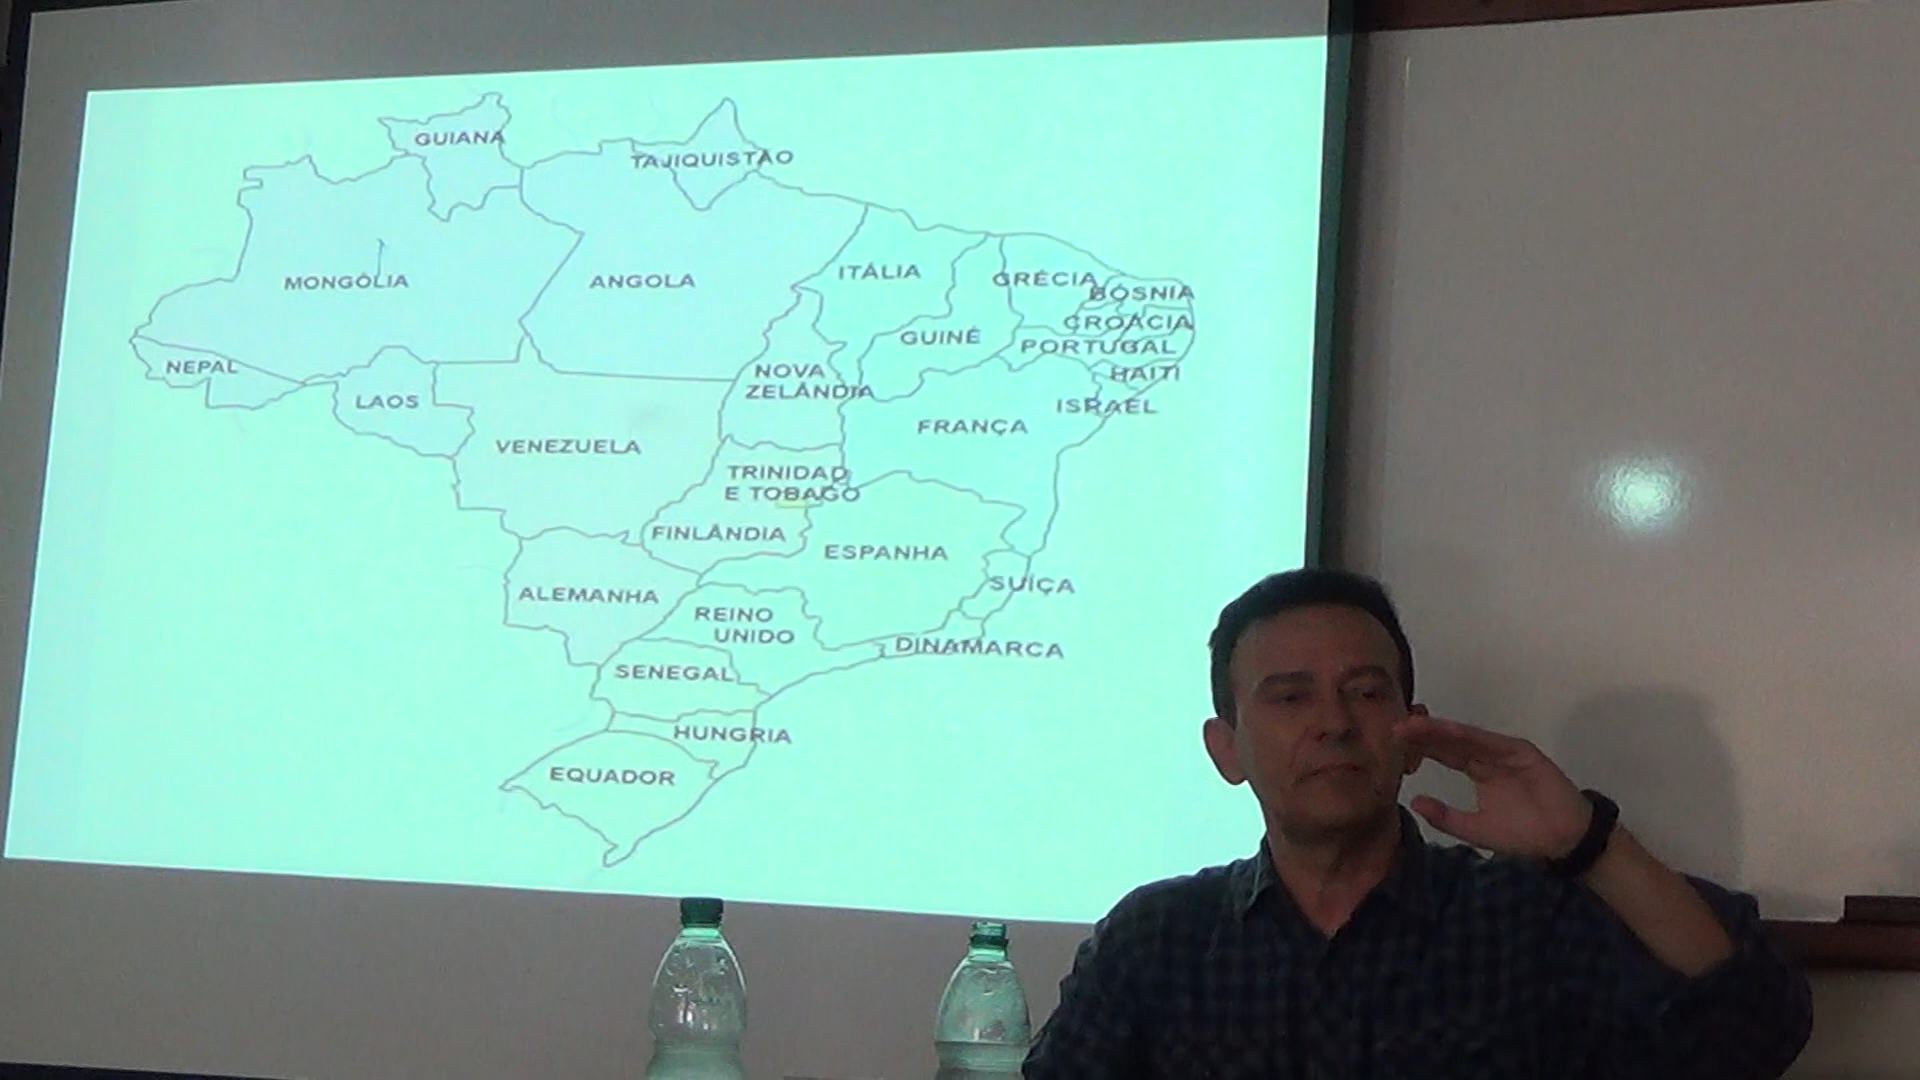 GUIANA
TAJIQUISTÃO
MONGÓLIA
ANGOLA
ITÁLIA
GRÉCIA
BÓSNIA
CROÁCIA
GUINÉ
PORTUGAL
NEPAL
LAOS
NOVA
ZELÂNDIA
HAITI
ISRAEL
FRANÇA
VENEZUELA
TRINIDAD
E TOBAGO
FINLÂNDIA
ESPANHA
SUÍÇA
ALEMANHA
REINO
UNIDO
DINAMARCA
SENEGAL
HUNGRIA
EQUADOR